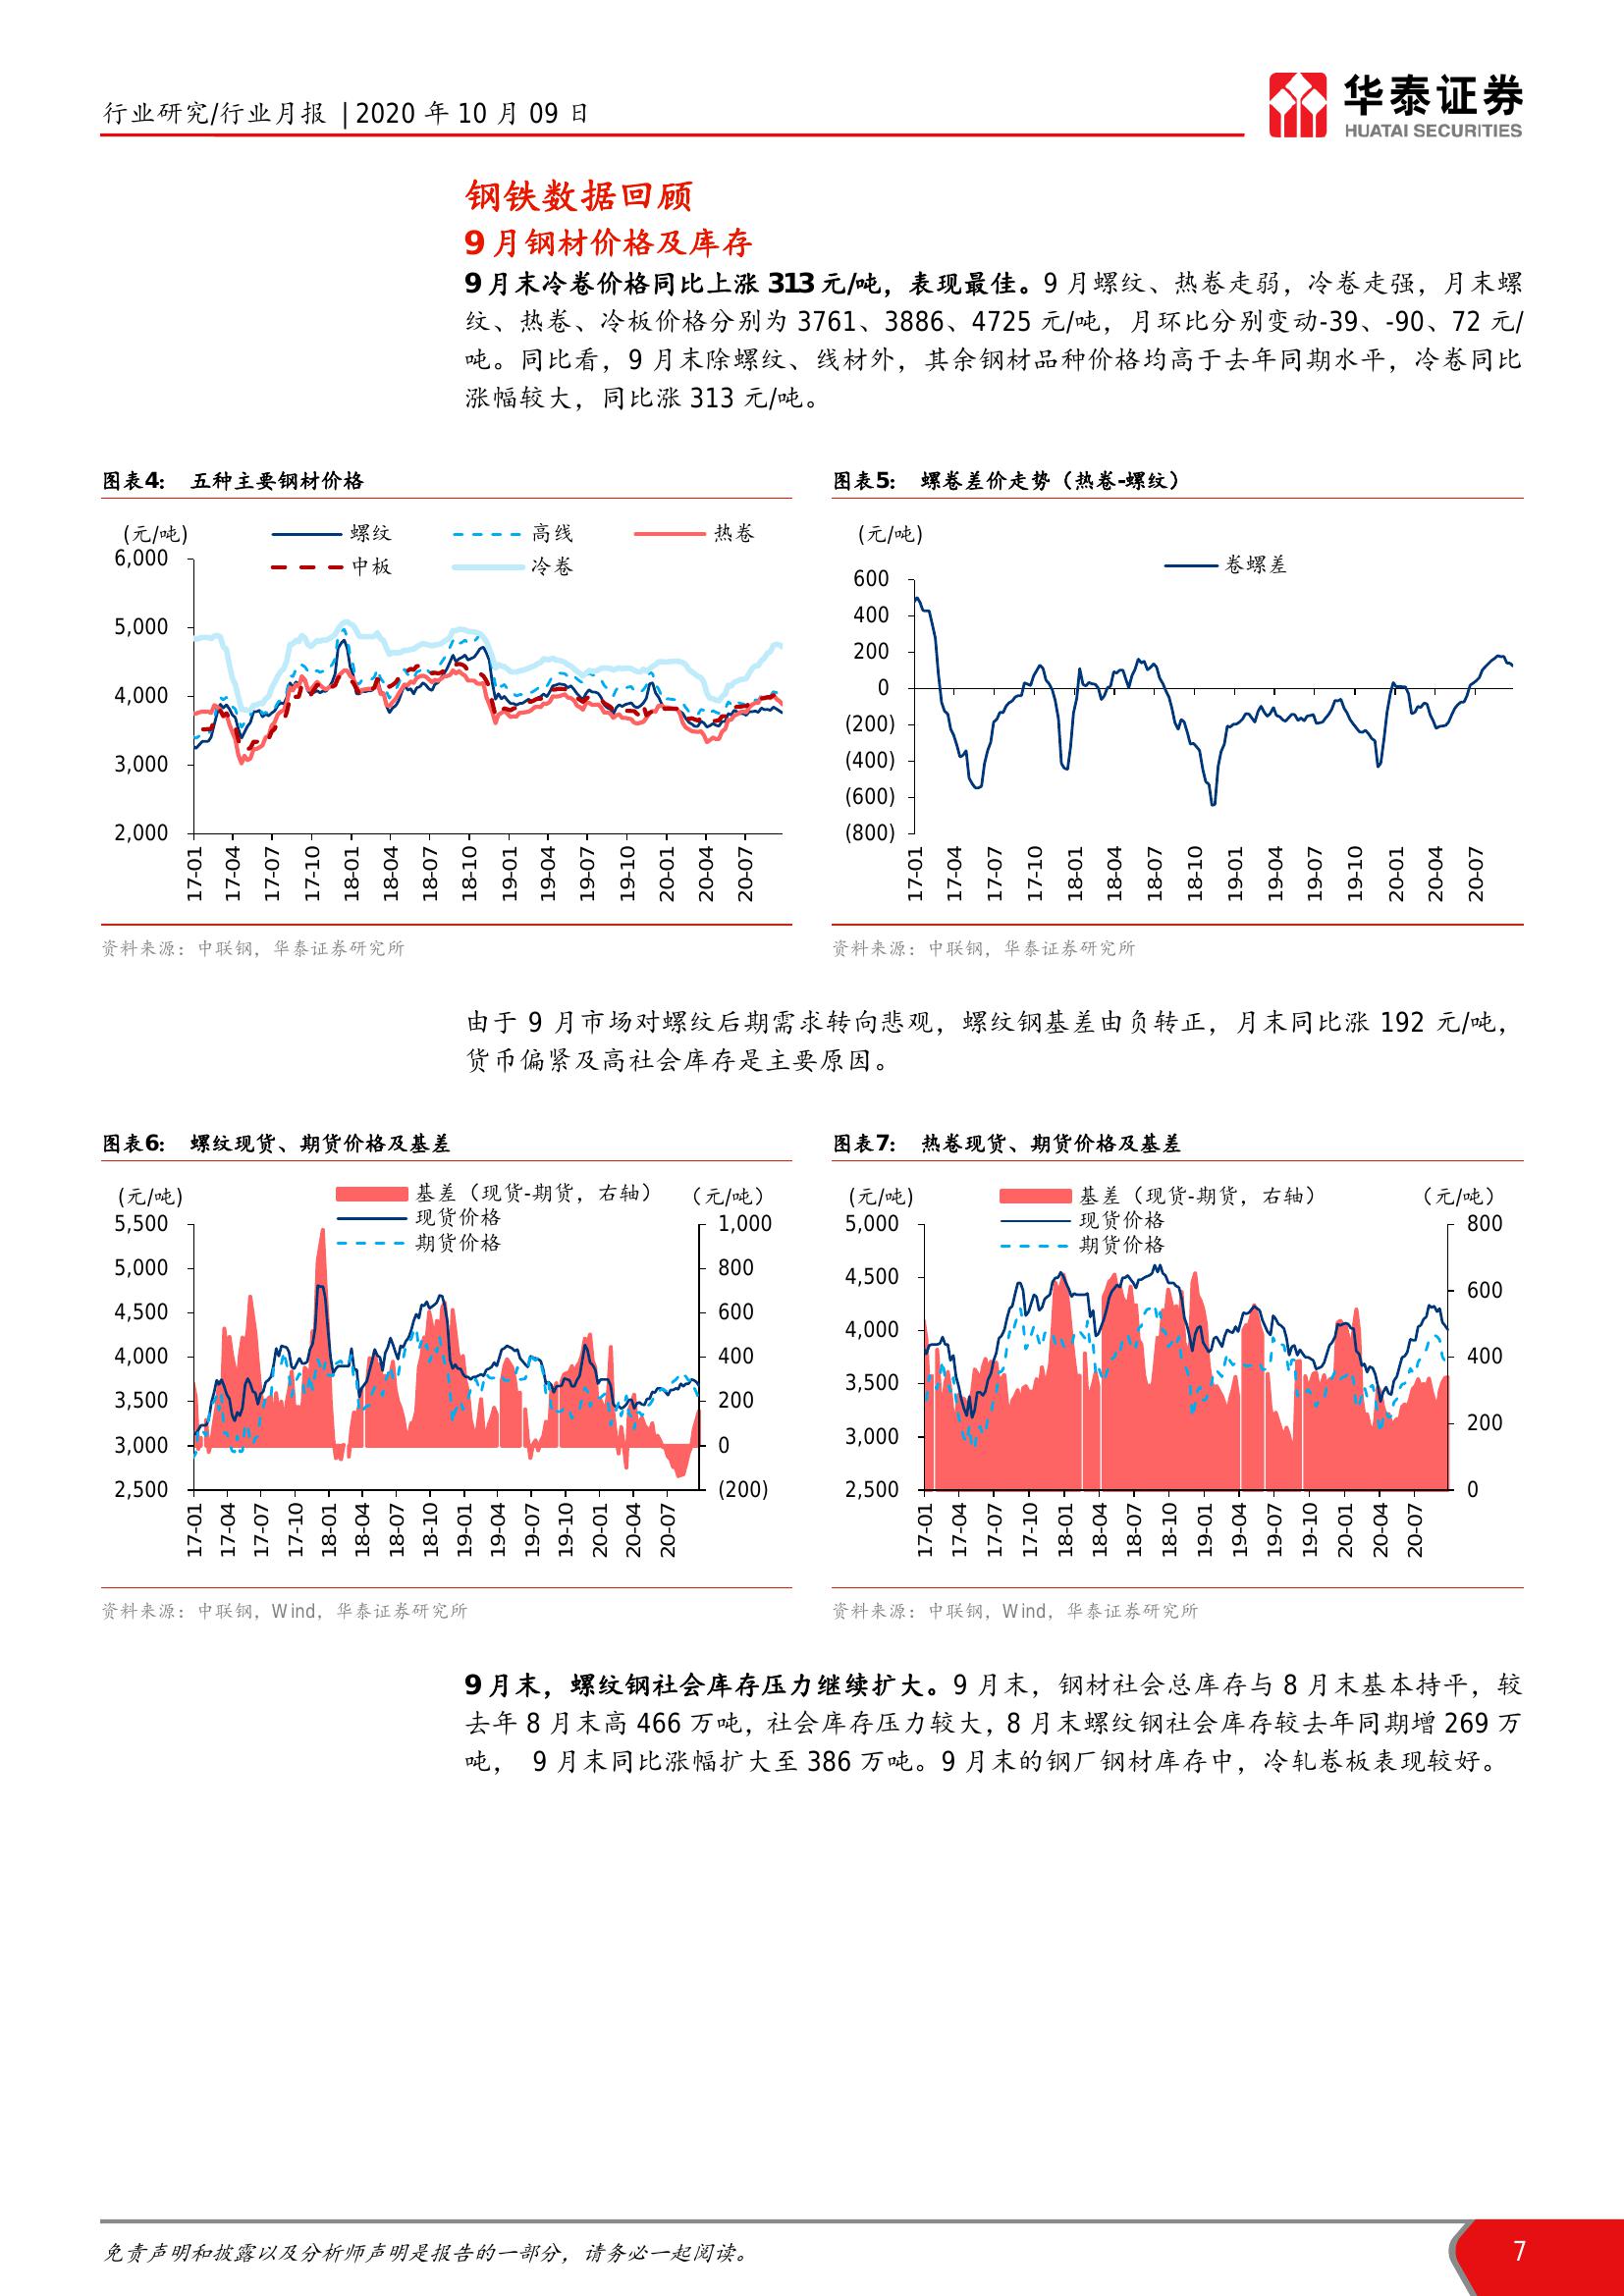 行业研究/行业月报 | 2020 年 10 月 09 日
华泰证券
HUATAI SECURITIES
钢铁数据回顾
9 月钢材价格及库存
9 月末冷卷价格同比上涨 313 元/吨，表现最佳。9 月螺纹、热卷走弱，冷卷走强，月末螺
纹、热卷、冷板价格分别为 3761、3886、4725 元/吨，月环比分别变动-39、-90、72 元/
吨。同比看，9 月末除螺纹、线材外，其余钢材品种价格均高于去年同期水平，冷卷同比
涨幅较大，同比涨 313 元/吨。
图表4： 五种主要钢材价格
(元/吨)
螺纹 高线 热卷
中板 冷卷
6,000
5,000
4,000
3,000
2,000
17-01 17-04 17-07 17-10 18-01 18-04 18-07 18-10 19-01 19-04 19-07 19-10 20-01 20-04 20-07
资料来源：中联钢，华泰证券研究所
图表5： 螺卷差价走势（热卷-螺纹）
(元/吨)
卷螺差
600
400
200
0
(200)
(400)
(600)
(800)
17-01 17-04 17-07 17-10 18-01 18-04 18-07 18-10 19-01 19-04 19-07 19-10 20-01 20-04 20-07
资料来源：中联钢，华泰证券研究所
由于 9 月市场对螺纹后期需求转向悲观，螺纹钢基差由负转正，月末同比涨 192 元/吨，
货币偏紧及高社会库存是主要原因。
图表6： 螺纹现货、期货价格及基差
(元/吨) 基差（现货-期货，右轴） （元/吨）
现货价格
期货价格
5,500 1,000
5,000 800
4,500 600
4,000 400
3,500 200
3,000 0
2,500 (200)
17-01 17-04 17-07 17-10 18-01 18-04 18-07 18-10 19-01 19-04 19-07 19-10 20-01 20-04 20-07
资料来源：中联钢，Wind，华泰证券研究所
图表7： 热卷现货、期货价格及基差
(元/吨) 基差（现货-期货，右轴） （元/吨）
现货价格
期货价格
5,000 800
4,500 600
4,000
3,500 400
3,000 200
2,500 0
17-01 17-04 17-07 17-10 18-01 18-04 18-07 18-10 19-01 19-04 19-07 19-10 20-01 20-04 20-07
资料来源：中联钢，Wind，华泰证券研究所
9 月末，螺纹钢社会库存压力继续扩大。9 月末，钢材社会总库存与 8 月末基本持平，较
去年 8 月末高 466 万吨，社会库存压力较大，8 月末螺纹钢社会库存较去年同期增 269 万
吨， 9 月末同比涨幅扩大至 386 万吨。9 月末的钢厂钢材库存中，冷轧卷板表现较好。
免责声明和披露以及分析师声明是报告的一部分，请务必一起阅读。
7